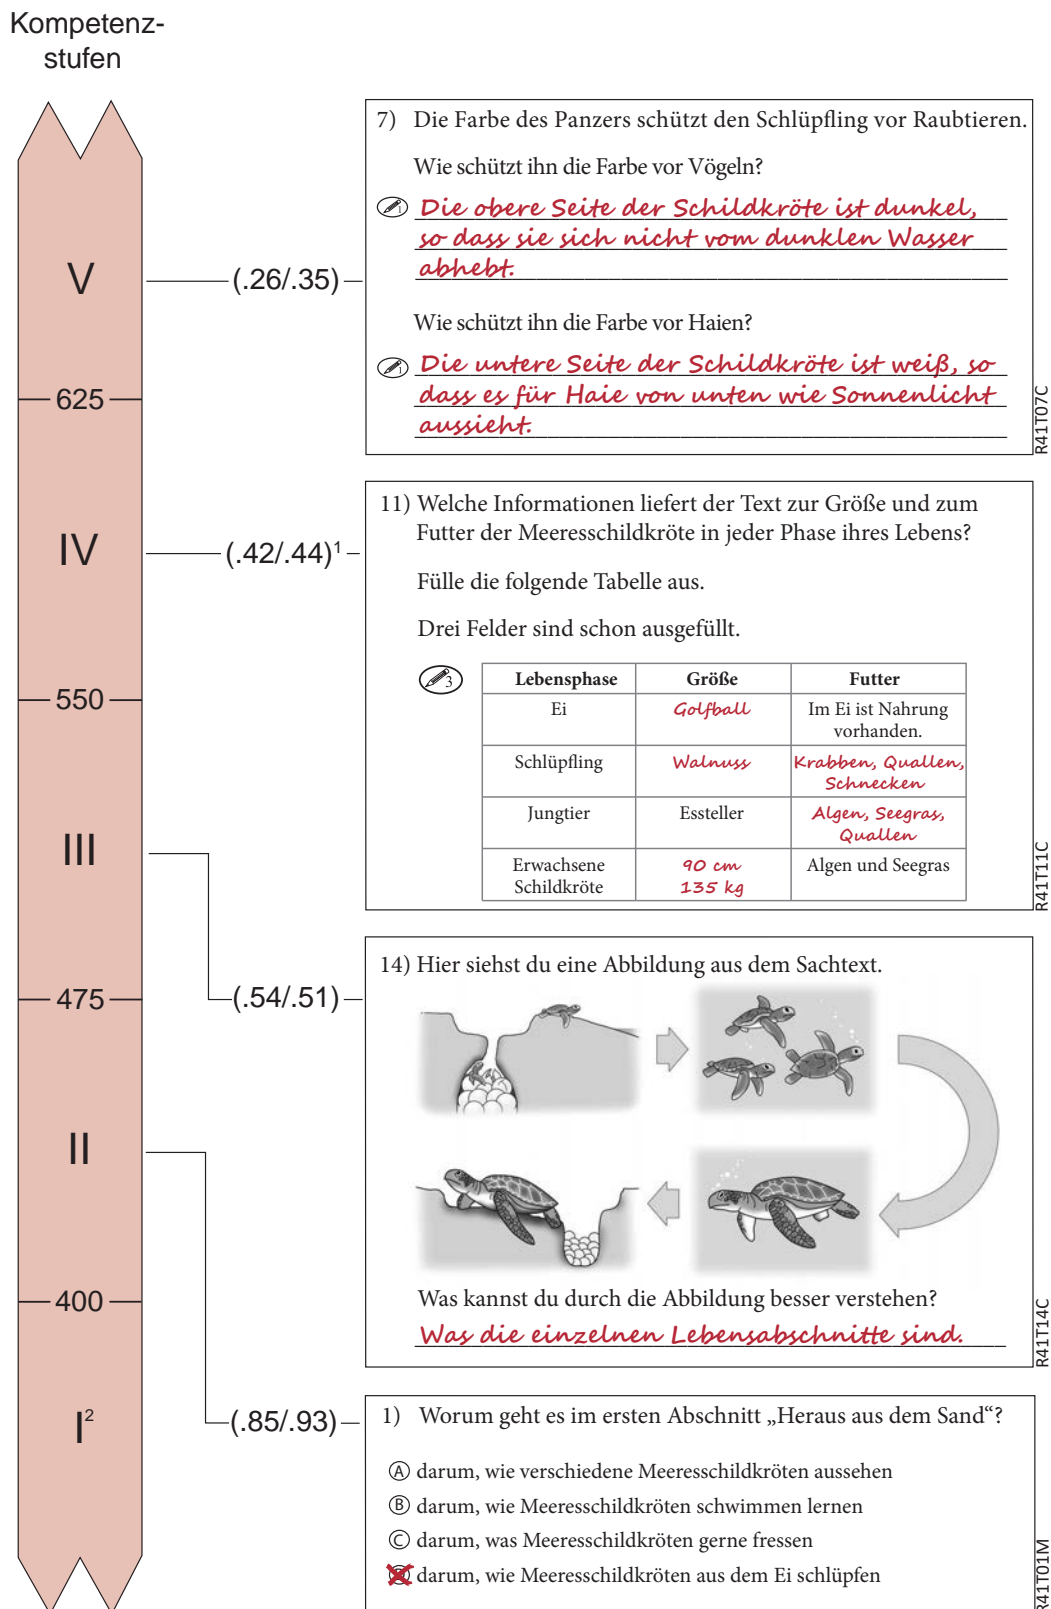 Kompetenz-
stufen
7) Die Farbe des Panzers schützt den Schlüpfling vor Raubtieren.
Wie schützt ihn die Farbe vor Vögeln?
1 Die obere Seite der Schildkröte ist dunkel,
so dass sie sich nicht vom dunklen Wasser
abhebt.
V
(.26/.35)
Wie schützt ihn die Farbe vor Haien?
1 Die untere Seite der Schildkröte ist weiß, so
dass es für Haie von unten wie Sonnenlicht
aussieht.
R41T07C
625
11) Welche Informationen liefert der Text zur Größe und zum
Futter der Meeresschildkröte in jeder Phase ihres Lebens?
IV
(.42/.44)1
Fülle die folgende Tabelle aus.
Drei Felder sind schon ausgefüllt.
3
Lebensphase Größe Futter
Ei Golfball Im Ei ist Nahrung
vorhanden.
Schlüpfling Walnuss Krabben, Quallen,
Schnecken
Jungtier Essteller Algen, Seegras,
Quallen
Erwachsene 90 cm Algen und Seegras
Schildkröte 135 kg
R41T11C
550
III
14) Hier siehst du eine Abbildung aus dem Sachtext.
475
(.54/.51)
II
Was kannst du durch die Abbildung besser verstehen?
Was die einzelnen Lebensabschnitte sind.
R41T14C
400
I2
(.85/.93)
1) Worum geht es im ersten Abschnitt „Heraus aus dem Sand“?
A darum, wie verschiedene Meeresschildkröten aussehen
B darum, wie Meeresschildkröten schwimmen lernen
C darum, was Meeresschildkröten gerne fressen
darum, wie Meeresschildkröten aus dem Ei schlüpfen
R41T01M